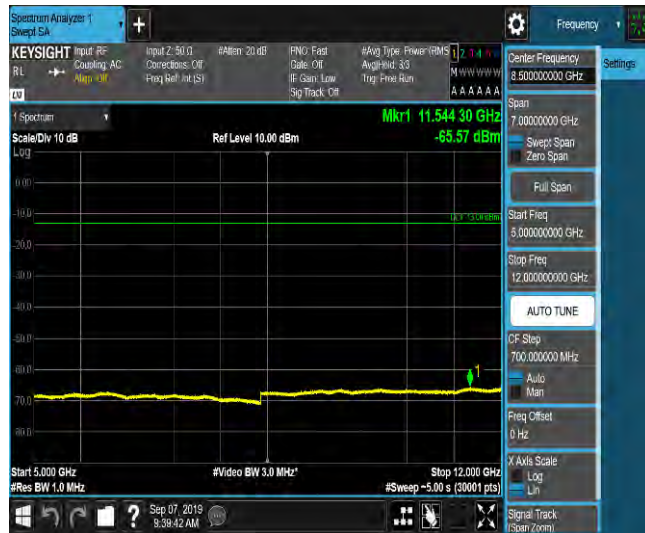 Spectrum Analyzer 1
Swept SA
+
Frequency
KEYSIGHT
Input: RF
Coupling: AC
Align: Off
Input Z: 50 Ω
Corrections: Off
Freq Ref: Int (S)
#Atten: 20 dB
PNO: Fast
Gate: Off
IF Gain: Low
Sig Track: Off
#Avg Type: Power (RMS
Avg|Hold: 3/3
Trig: Free Run
M W W W W W
A A A A A A
RL
1 Spectrum
Scale/Div 10 dB
Log
Ref Level 10.00 dBm
Mkr1 11.544 30 GHz
-65.57 dBm
0.00
-10.0
-20.0
-30.0
-40.0
-50.0
-60.0
-70.0
-80.0
1
Start 5.000 GHz
#Res BW 1.0 MHz
#Video BW 3.0 MHz*
Stop 12.000 GHz
#Sweep ~5.00 s (30001 pts)
?
Sep 07, 2019
9:39:42 AM
Center Frequency
8.500000000 GHz
Settings
Span
7.00000000 GHz
Swept Span
Zero Span
Full Span
Start Freq
5.000000000 GHz
Stop Freq
12.000000000 GHz
AUTO TUNE
CF Step
700.000000 MHz
Auto
Man
Freq Offset
0 Hz
X Axis Scale
Log
Lin
Signal Track
(Span Zoom)